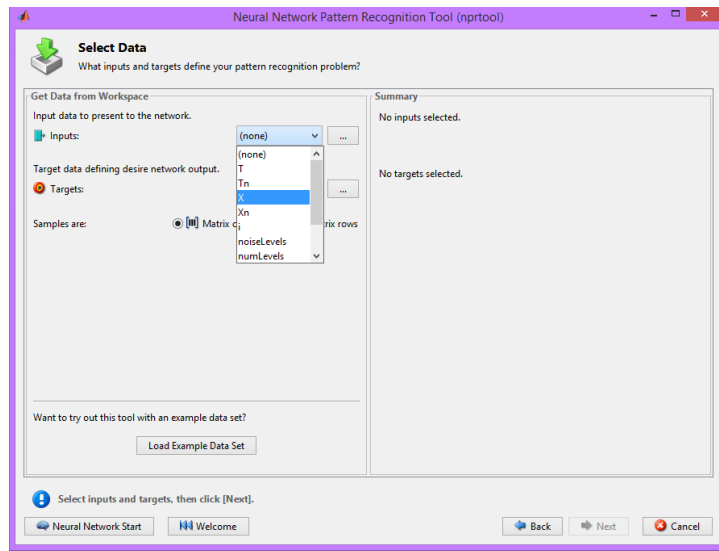 Neural Network Pattern Recognition Tool (nprtool)
Select Data
What inputs and targets define your pattern recognition problem?
Get Data from Workspace
Input data to present to the network.
Inputs:
(none)
...
(none)
T
Tn
X
Xn
i
noiseLevels
numLevels
Target data defining desire network output.
Targets:
...
Samples are:
Matrix c
trix rows
Want to try out this tool with an example data set?
Load Example Data Set
Summary
No inputs selected.
No targets selected.
Select inputs and targets, then click [Next].
Neural Network Start
Welcome
Back
Next
Cancel